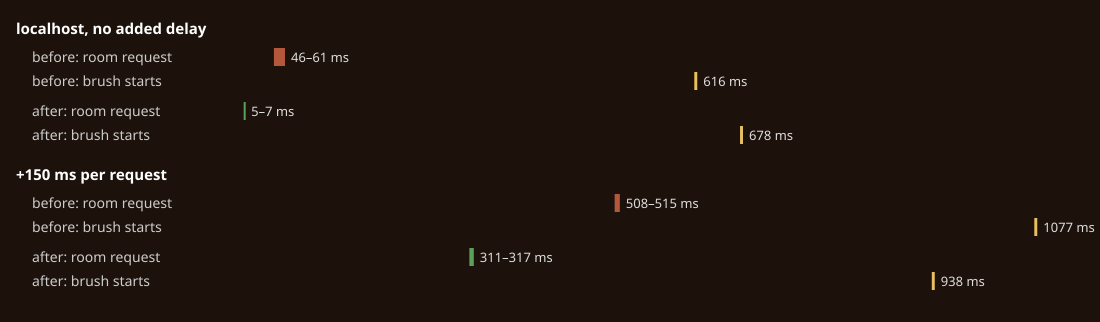 localhost, no added delay
before: room request 46–61 ms
before: brush starts 616 ms
after: room request 5–7 ms
after: brush starts 678 ms
+150 ms per request
before: room request 508–515 ms
before: brush starts 1077 ms
after: room request 311–317 ms
after: brush starts 938 ms